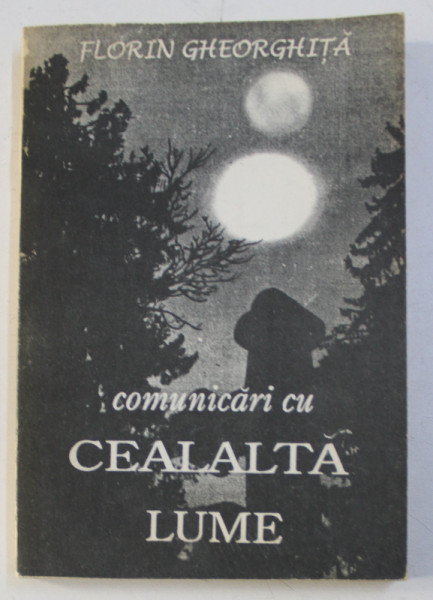 FLORIN GHEORGHIȚĂ
comunicări cu
CEALALTĂ
LUME